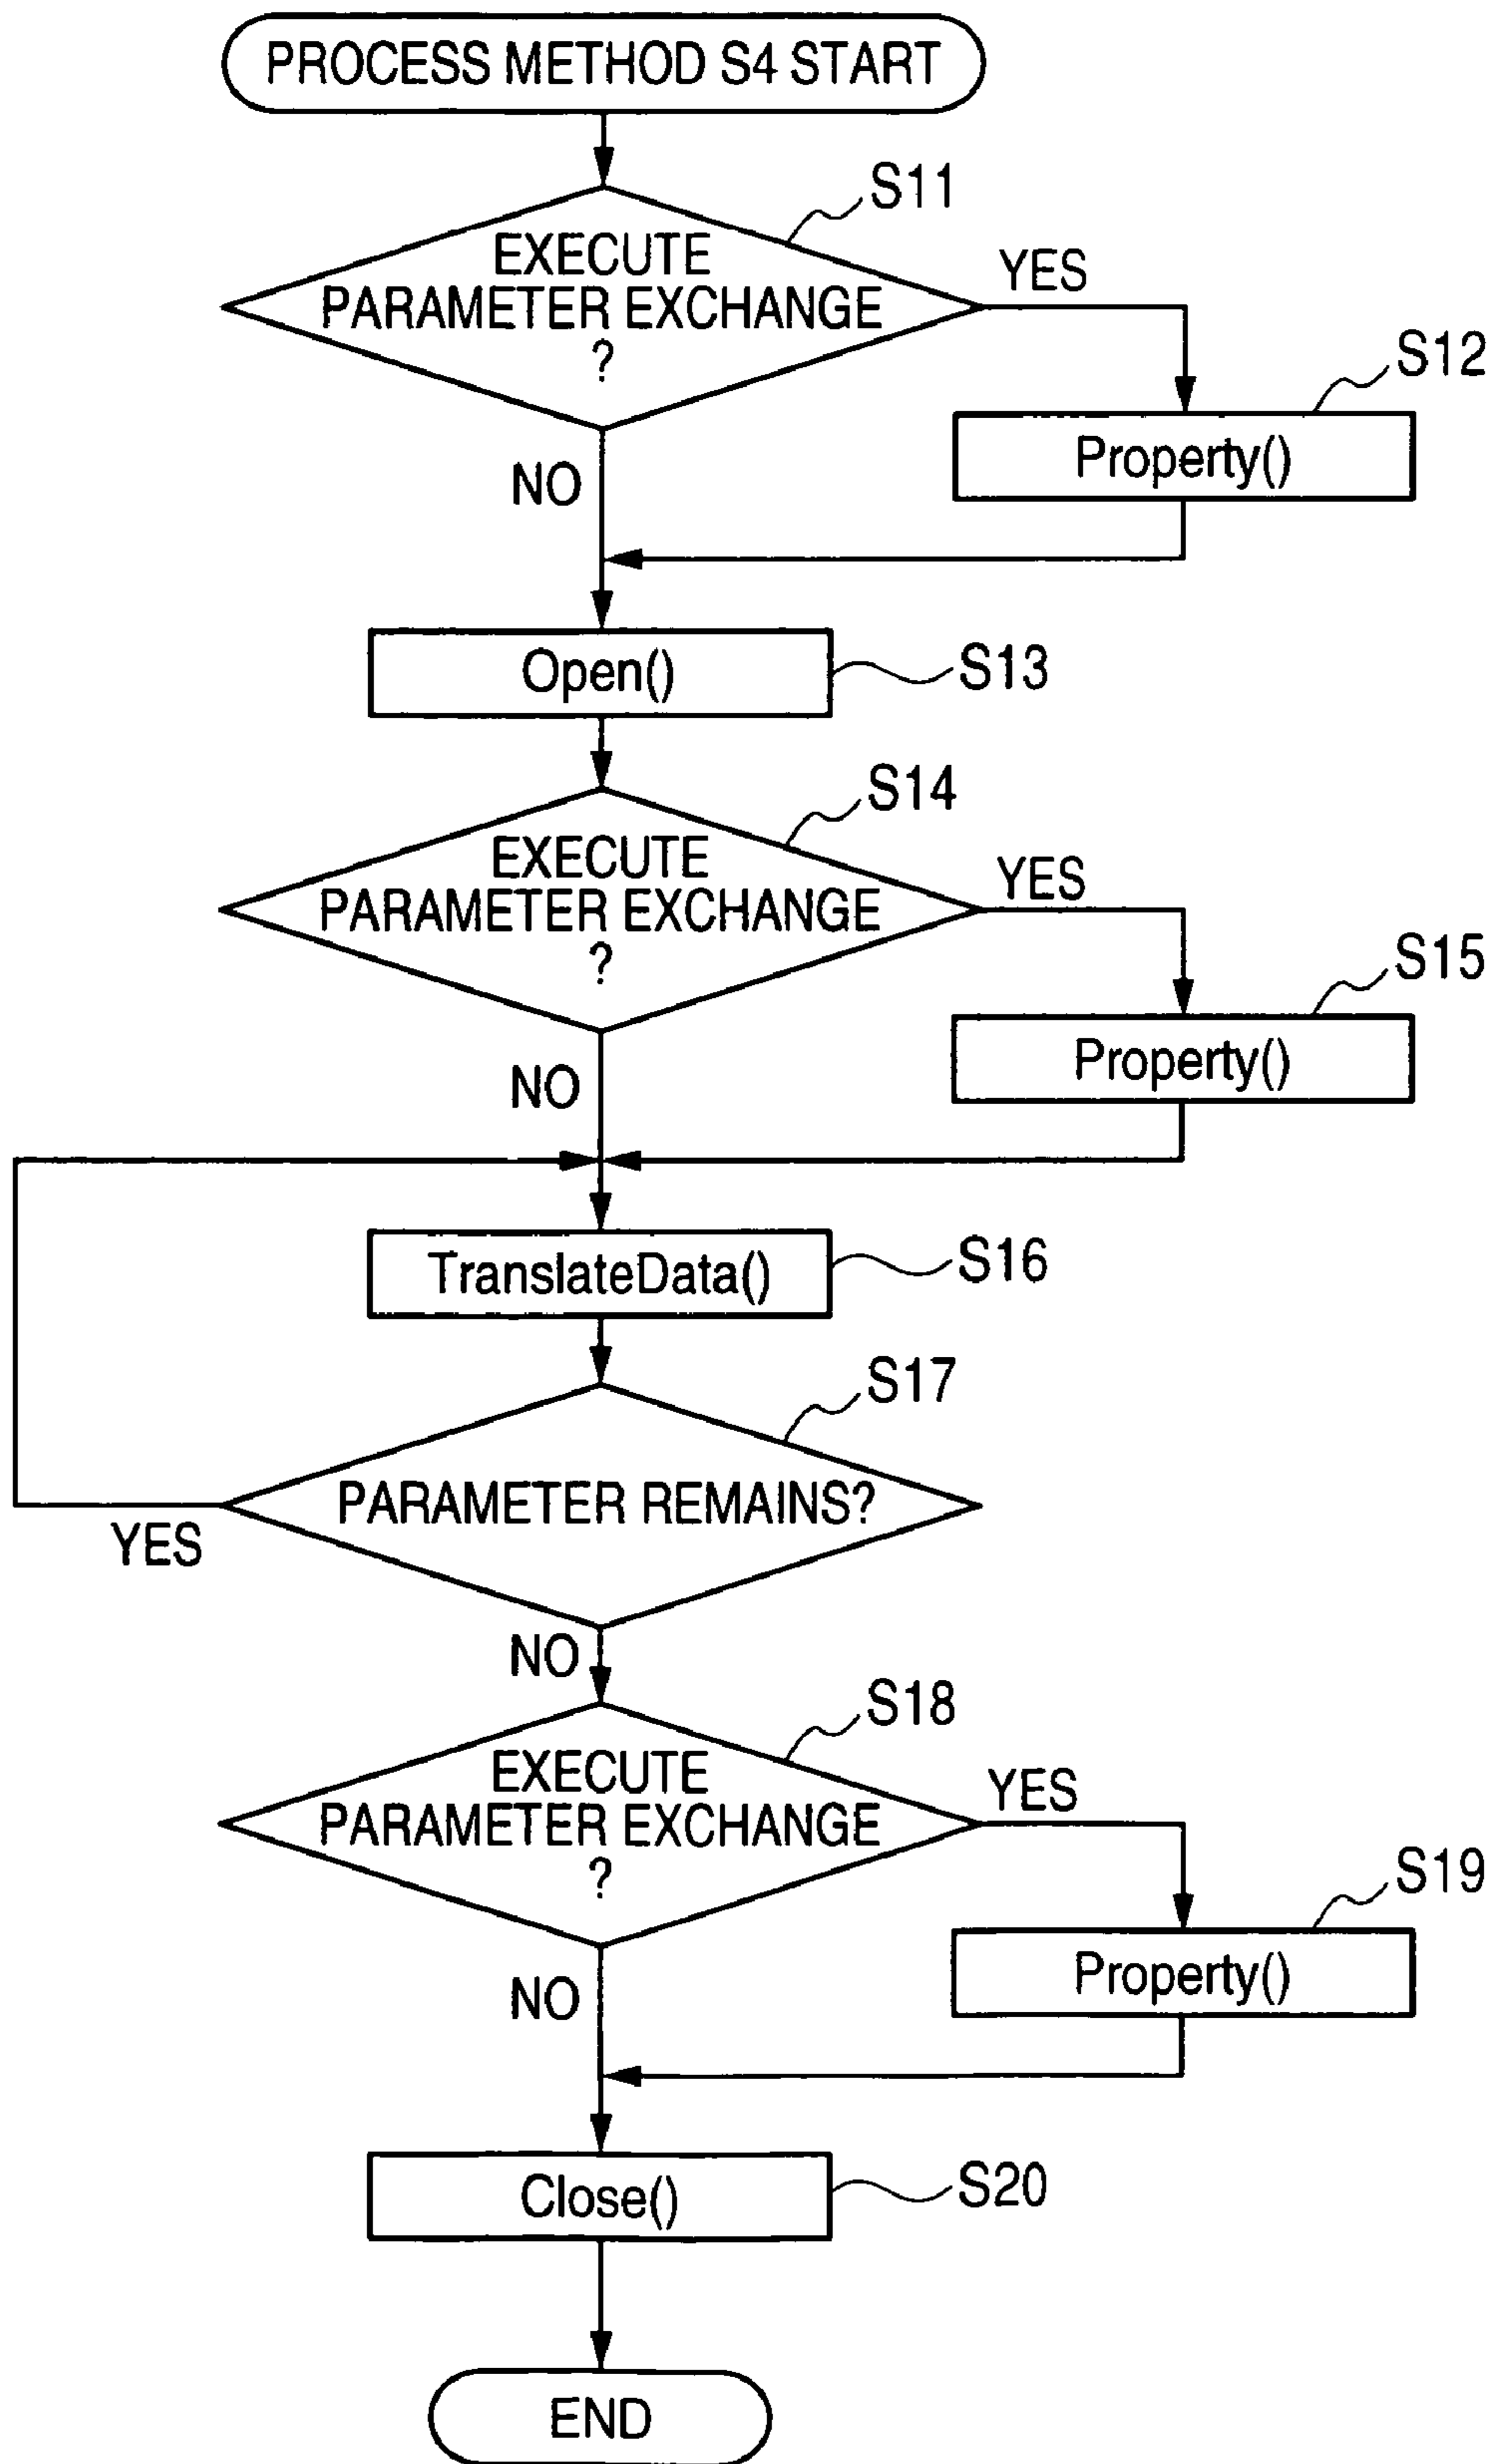 PROCESS METHOD S4 START
S11
EXECUTE
PARAMETER EXCHANGE
?
YES
S12
Property()
NO
Open()
S13
S14
EXECUTE
PARAMETER EXCHANGE
?
YES
S15
Property()
NO
TranslateData()
S16
S17
PARAMETER REMAINS?
YES
NO
S18
EXECUTE
PARAMETER EXCHANGE
?
YES
S19
Property()
NO
Close()
S20
END